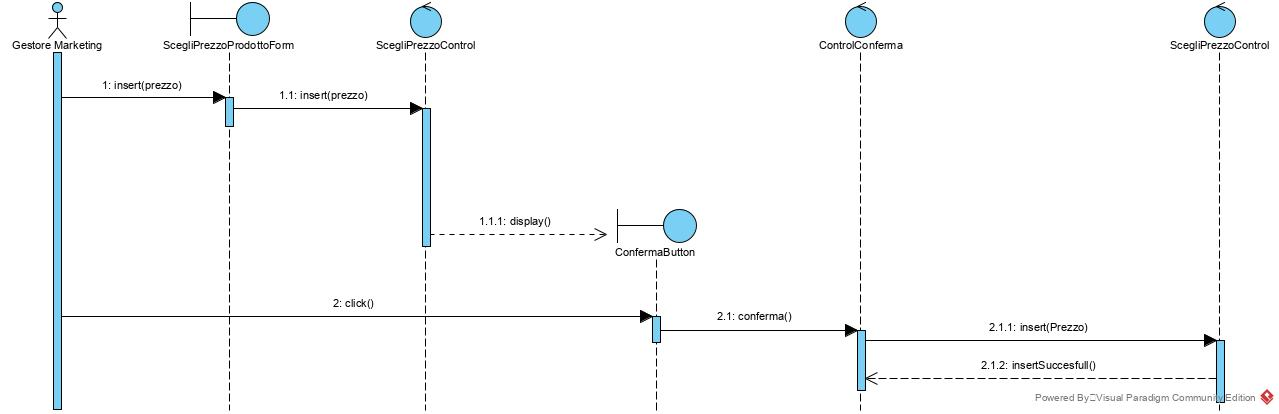 Gestore Marketing
ScegliPrezzoProdottoForm
ScegliPrezzoControl
ControlConferma
ScegliPrezzoControl
1: insert(prezzo)
1.1: insert(prezzo)
1.1.1: display()
ConfermaButton
2: click()
2.1: conferma()
2.1.1: insert(Prezzo)
2.1.2: insertSuccesfull()
Powered By Visual Paradigm Community Edition